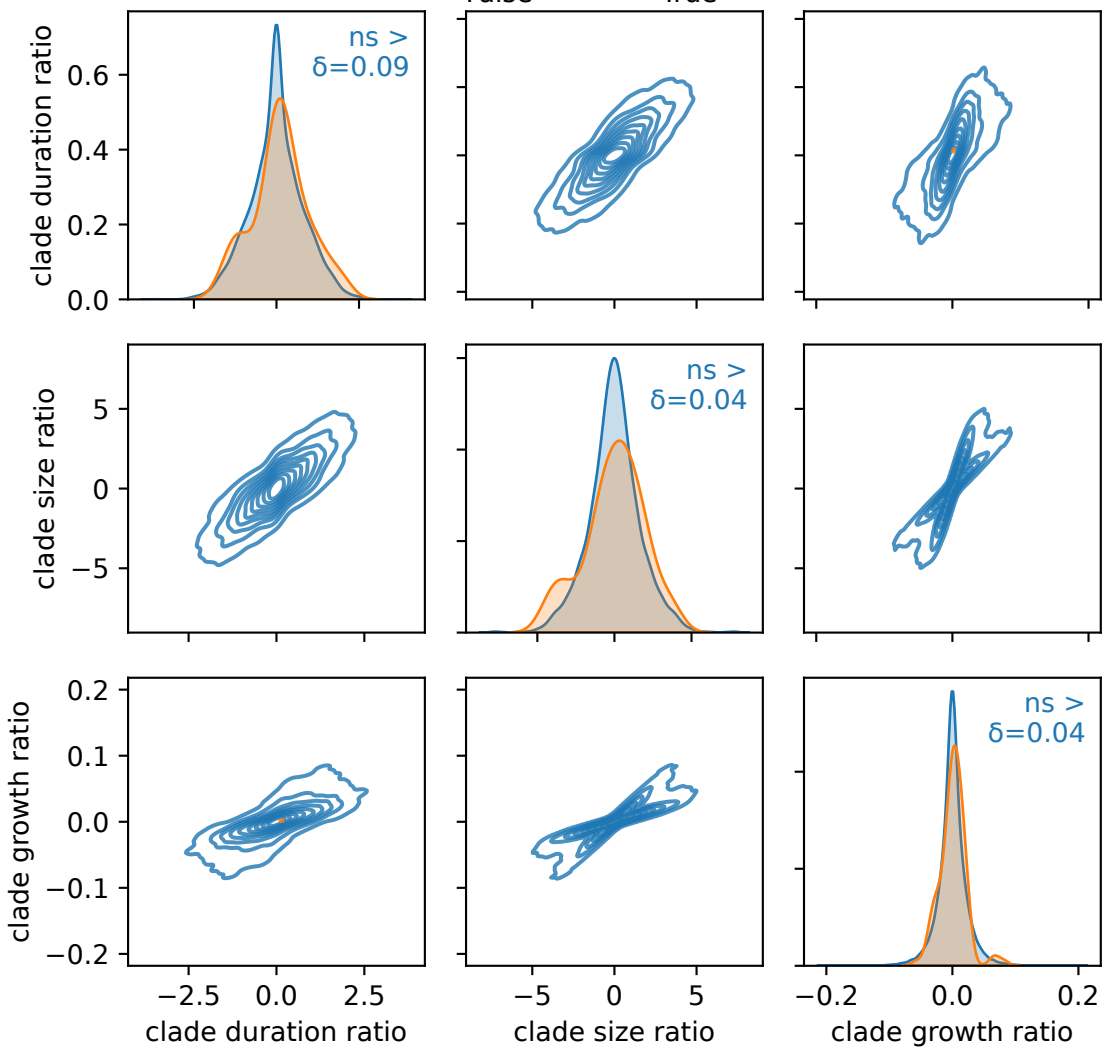 ns >
δ=0.09
clade duration ratio
0.6
0.4
0.2
0.0
ns >
δ=0.04
clade size ratio
5
0
−5
ns >
δ=0.04
clade growth ratio
0.2
0.1
0.0
−0.1
−0.2
−2.5 0.0 2.5
−5 0 5
−0.2 0.0 0.2
clade duration ratio
clade size ratio
clade growth ratio